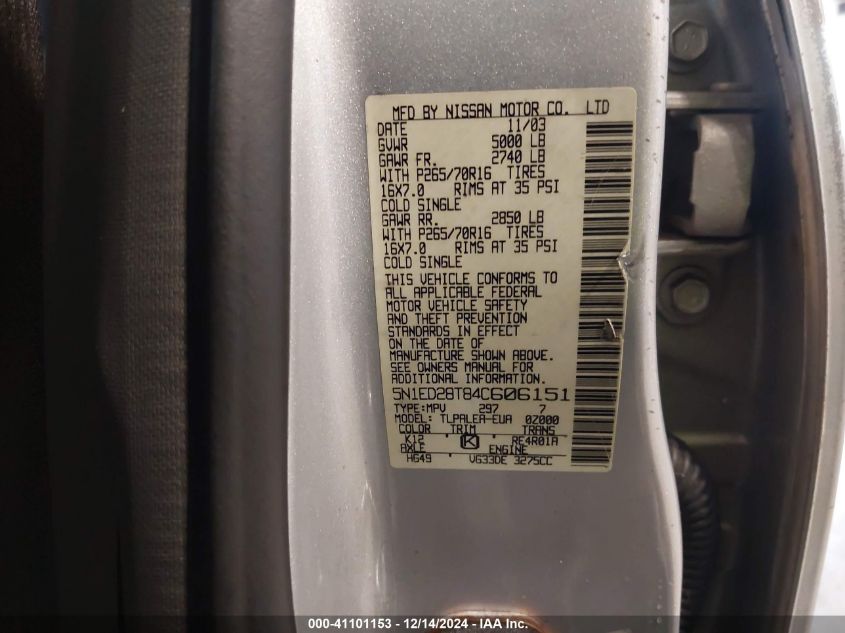 MFD BY NISSAN MOTOR CO. LTD
DATE 11/03
GVWR 5000 LB
GAWR FR. 2740 LB
WITH P265/70R16 TIRES
16X7.0 RIMS AT 35 PSI
COLD SINGLE
GAWR RR. 2850 LB
WITH P265/70R16 TIRES
16X7.0 RIMS AT 35 PSI
COLD SINGLE
THIS VEHICLE CONFORMS TO
ALL APPLICABLE FEDERAL
MOTOR VEHICLE SAFETY
AND THEFT PREVENTION
STANDARDS IN EFFECT
ON THE DATE OF
MANUFACTURE SHOWN ABOVE.
SEE OWNERS MANUAL FOR
ADDITIONAL INFORMATION
5N1ED28T84C606151
TYPE:MPV 297 7
MODEL: TLPALEA-EUA 0Z000
COLOR TRIM TRANS
K12 K RE4R01A
AXLE ENGINE
HG49 VG33DE 3275CC
000-41101153 - 12/14/2024 - IAA Inc.